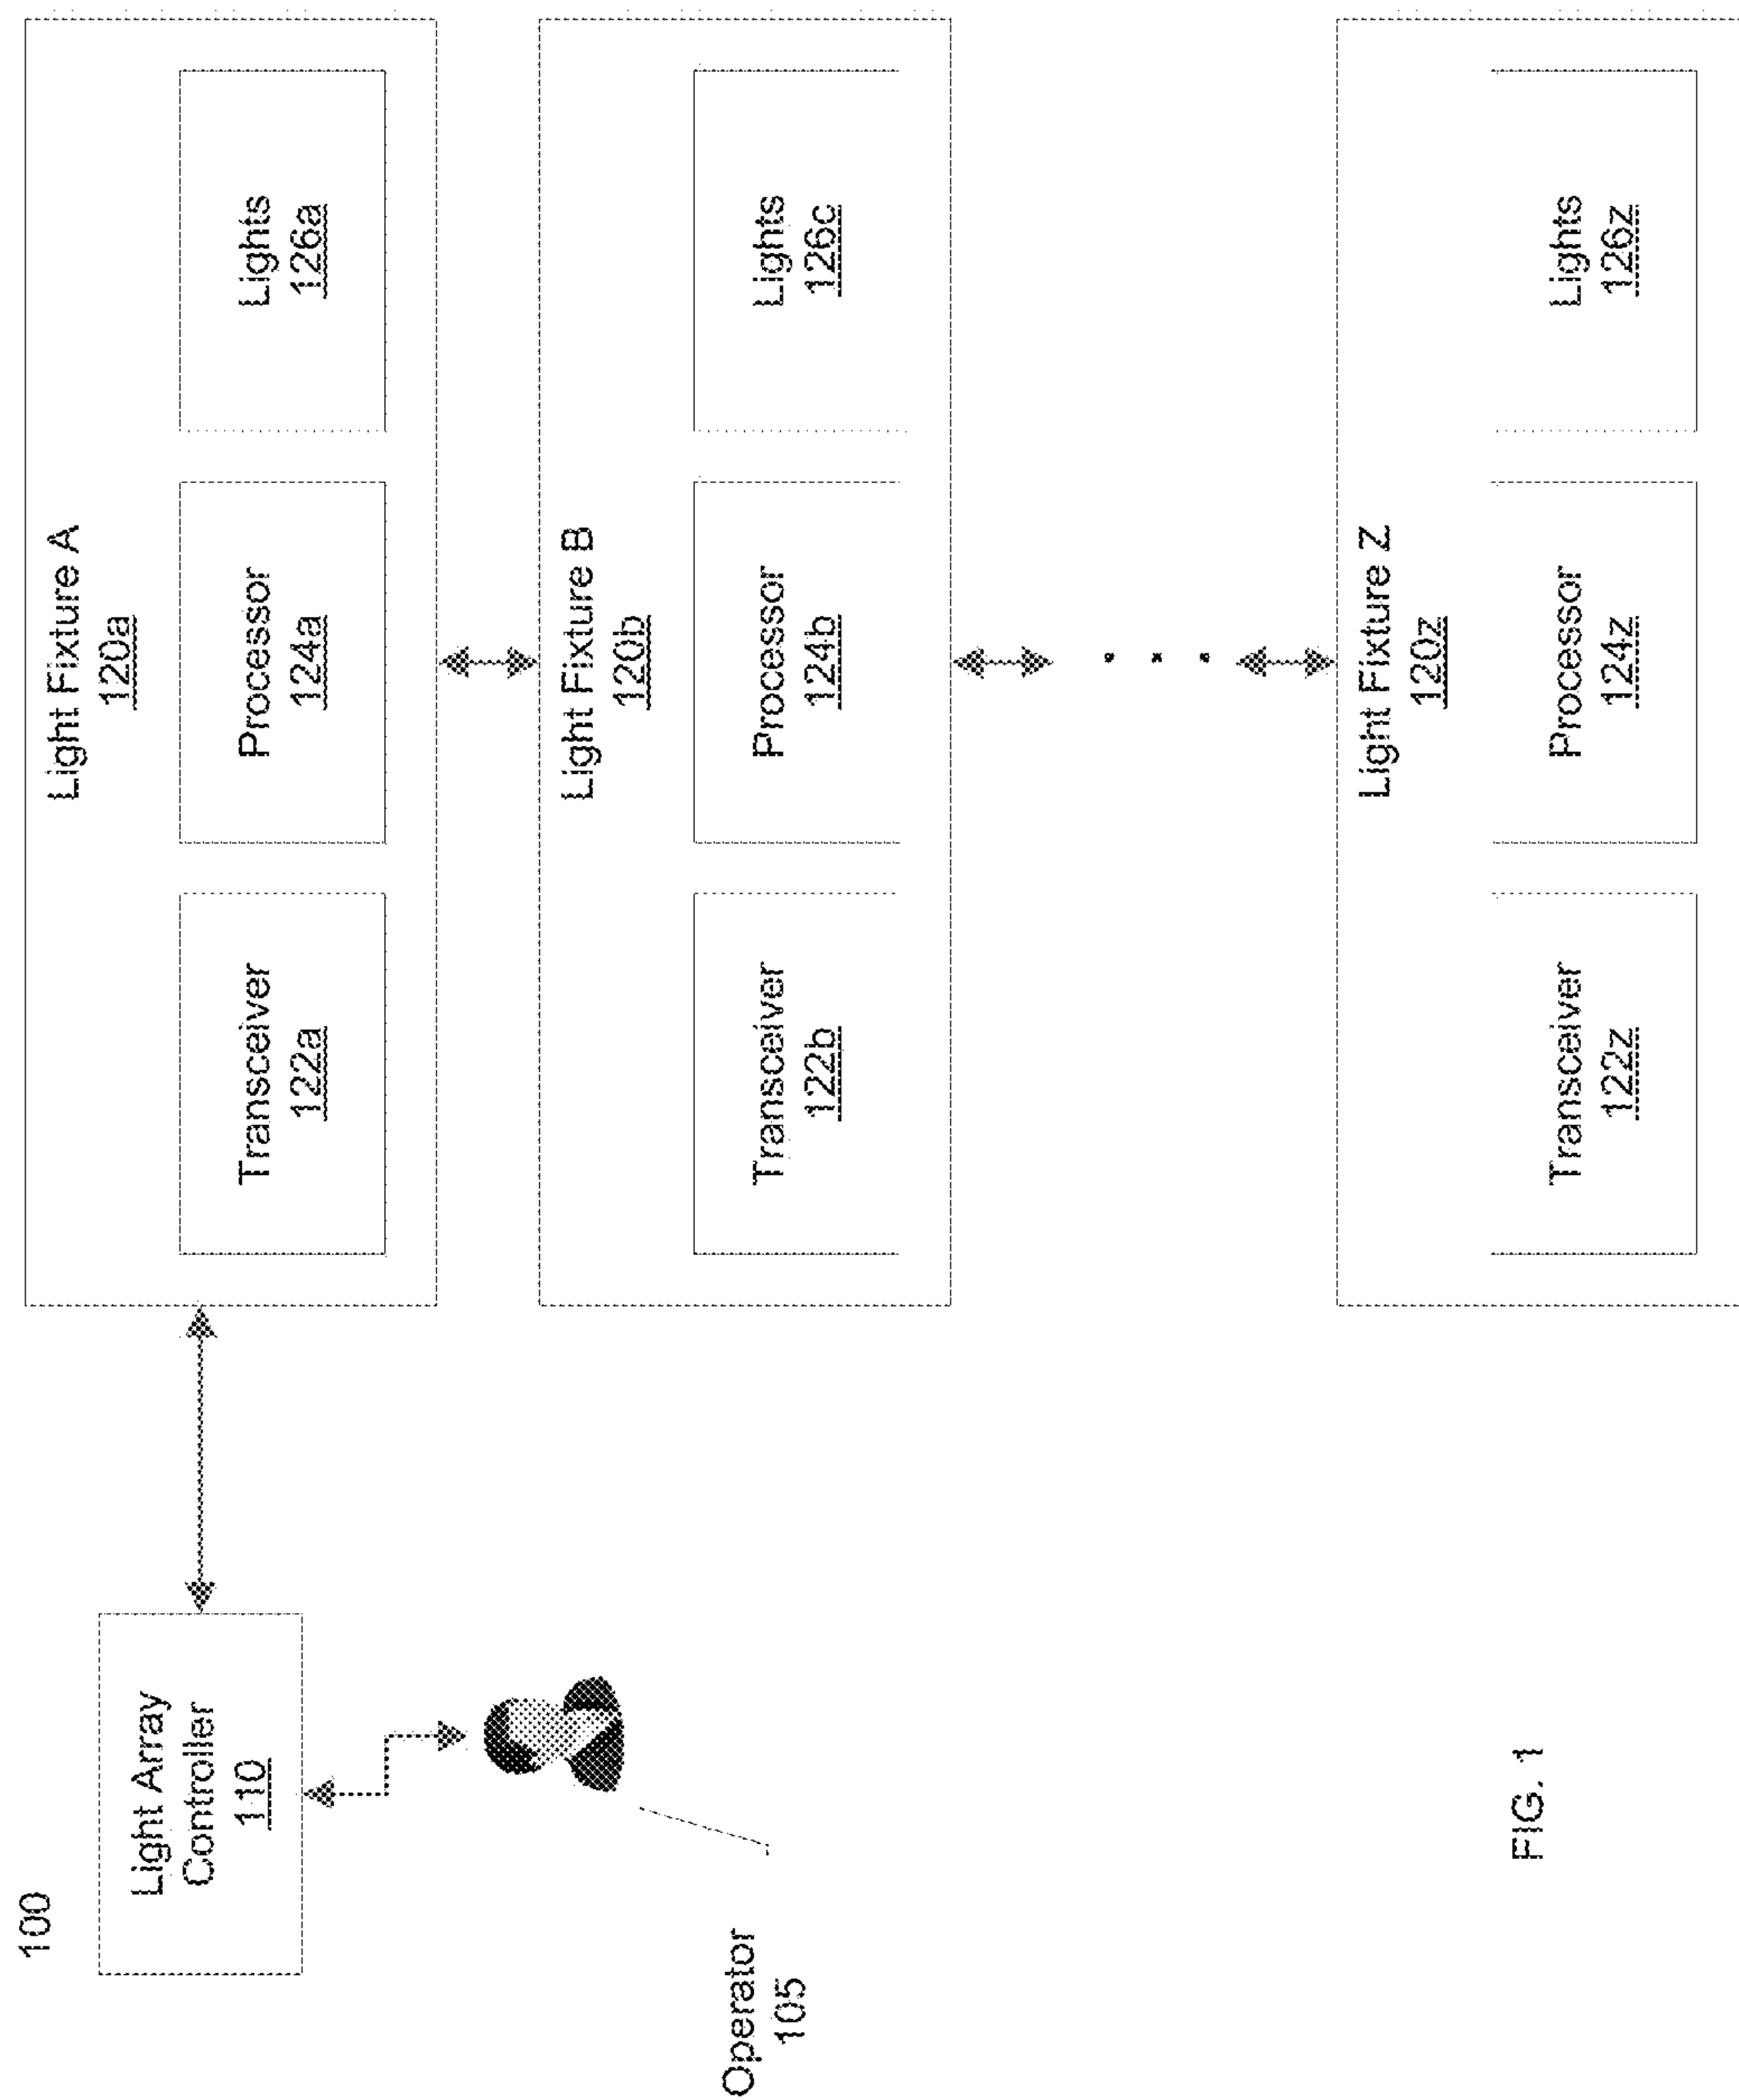 100
Light Array
Controller
110
Operator
105
Light Fixture A
120a
Transceiver
122a
Processor
124a
Lights
126a
Light Fixture B
120b
Transceiver
122b
Processor
124b
Lights
126c
Light Fixture Z
120z
Transceiver
122z
Processor
124z
Lights
126z
FIG. 1